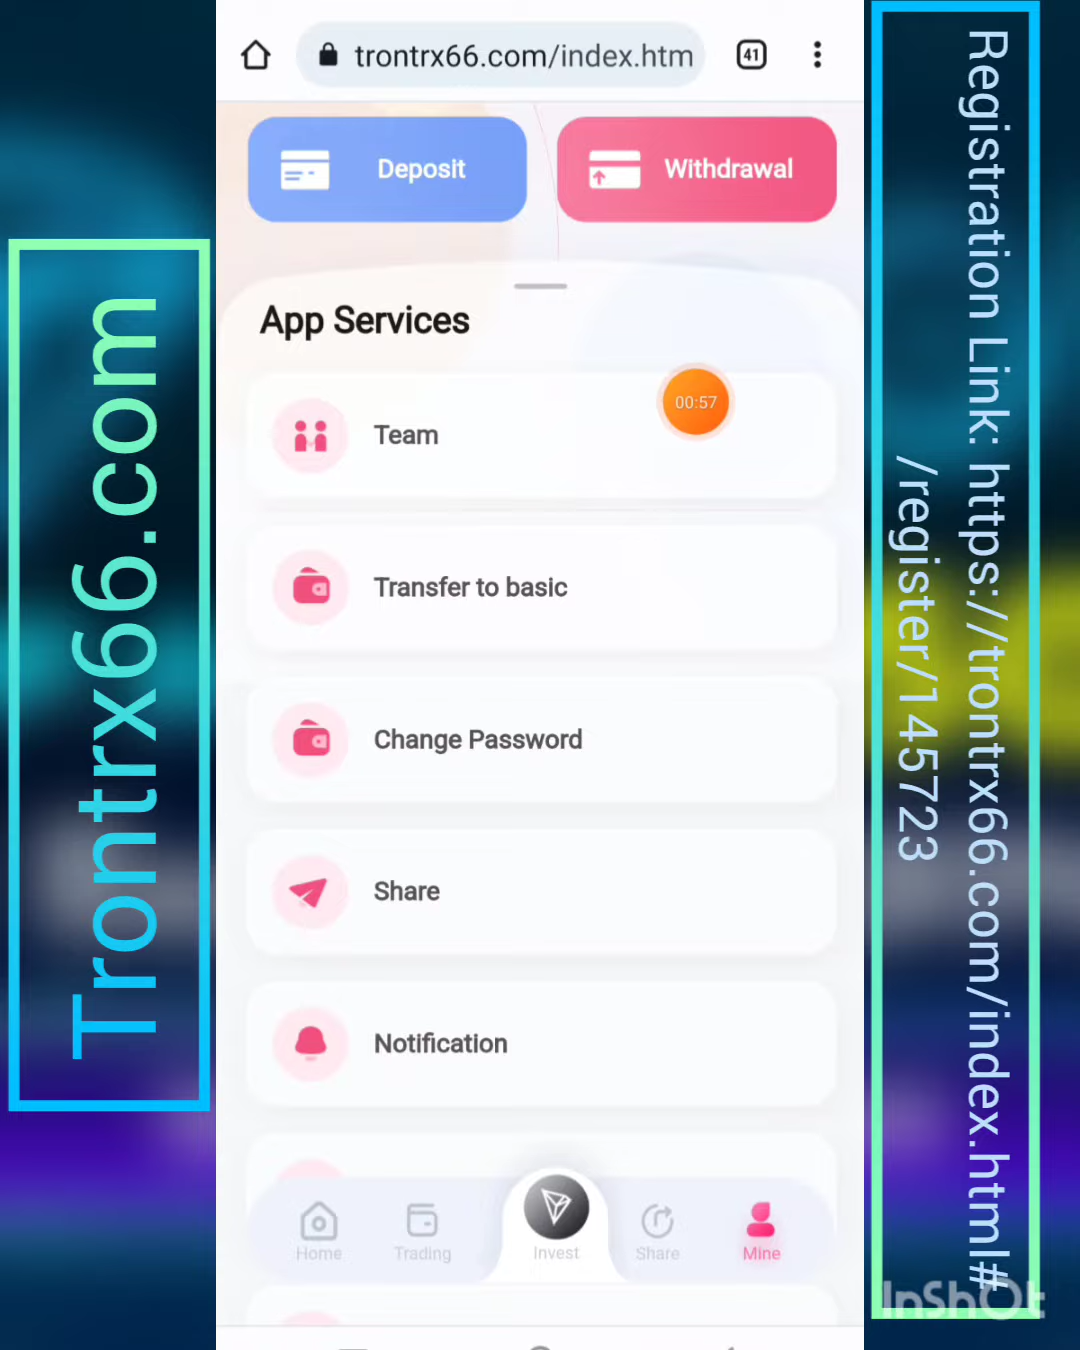 Trontrx66.com
trontrx66.com/index.htm
41
Deposit
Withdrawal
App Services
00:57
Team
Transfer to basic
Change Password
Share
Notification
Home
Trading
Invest
Share
Mine
Registration Link: https://trontrx66.com/index.html#
/register/145723
InShOt